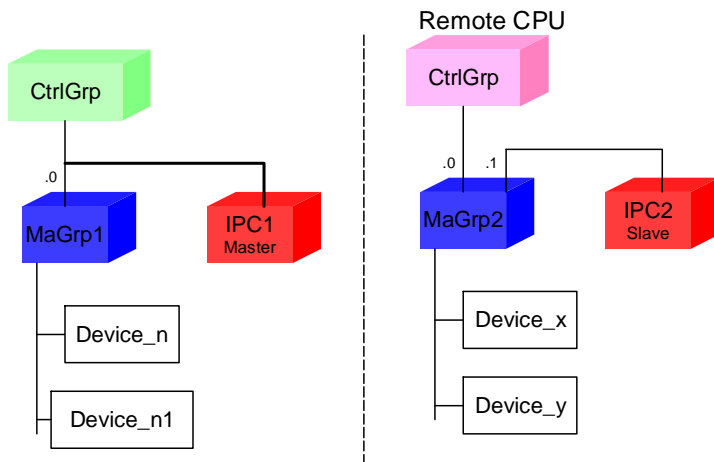 Remote CPU
CtrlGrp
CtrlGrp
.0
.0
.1
MaGrp1
IPC1
Master
MaGrp2
IPC2
Slave
Device_n
Device_x
Device_n1
Device_y